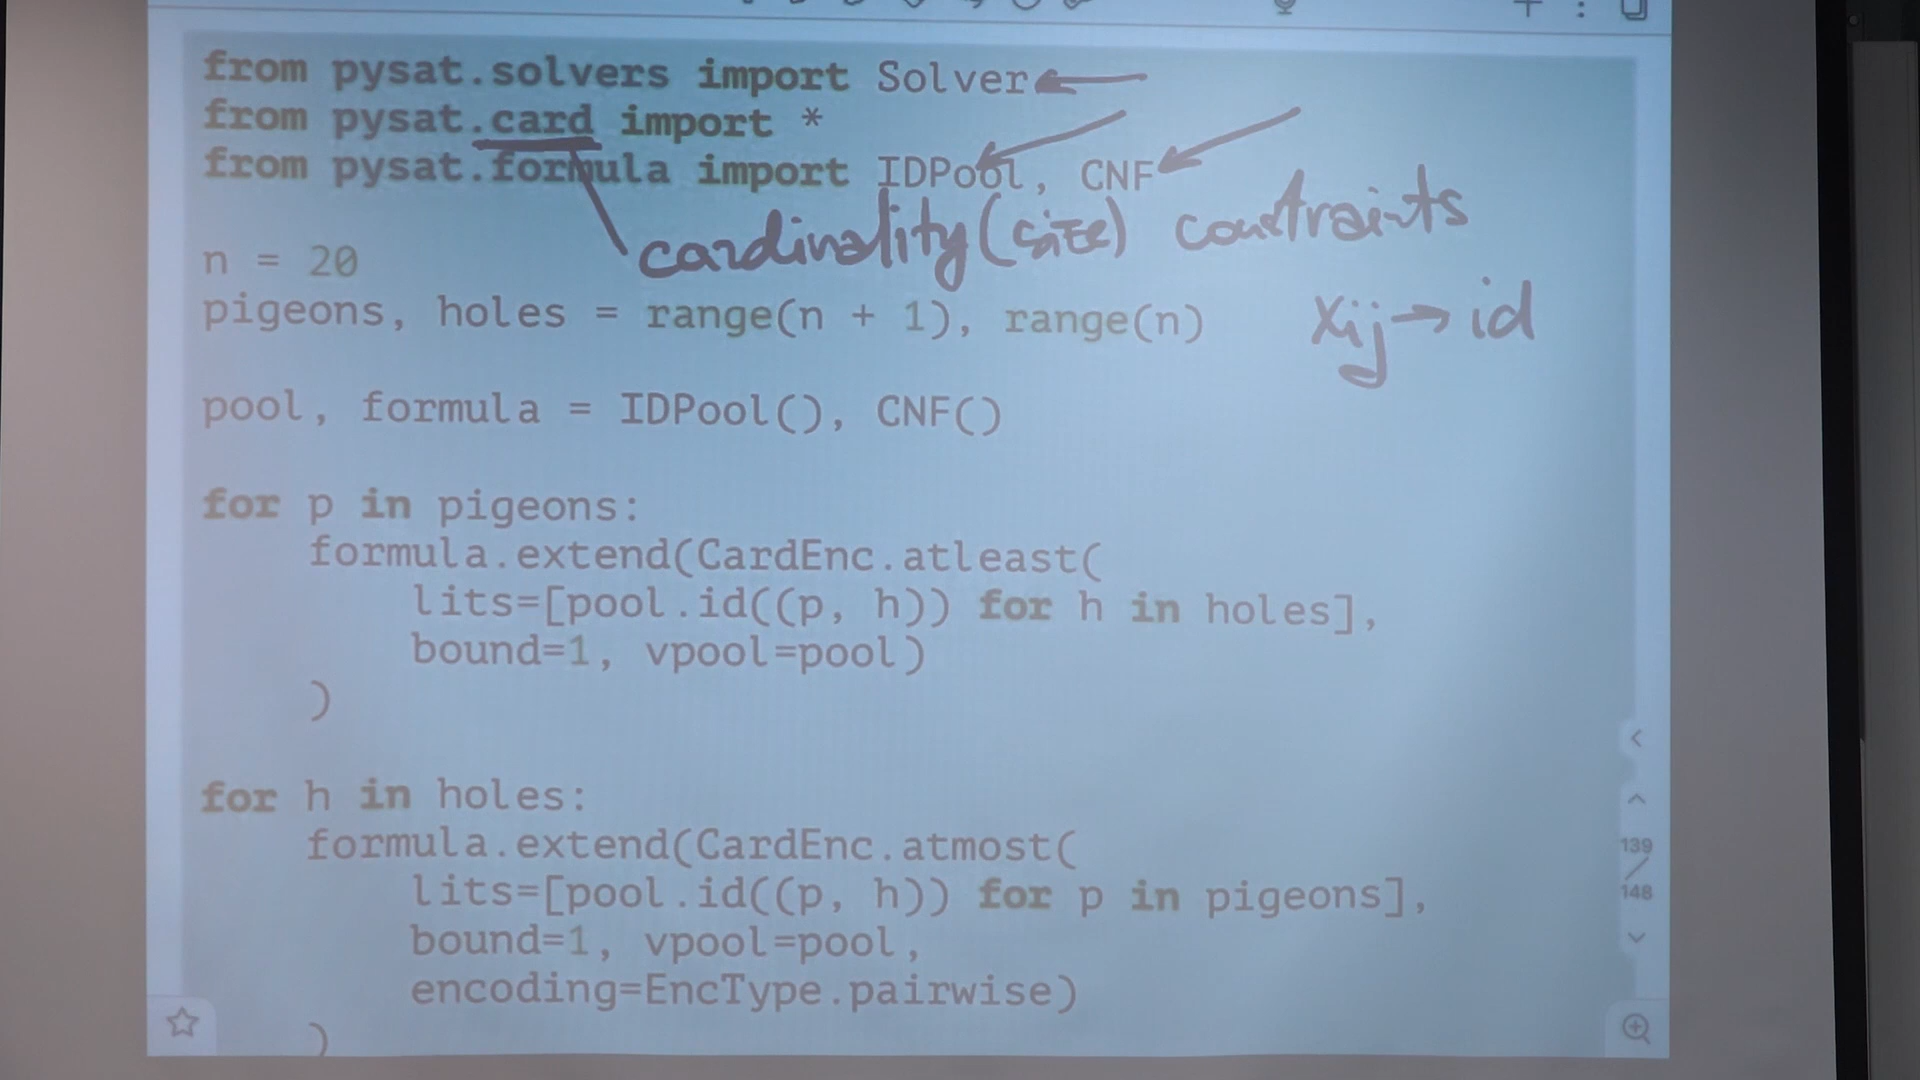 from pysat.solvers import Solver
from pysat.card import *
from pysat.formula import IDPool, CNF
cardinality (size) constraints
n = 20
pigeons, holes = range(n + 1), range(n)
xij → id
pool, formula = IDPool(), CNF()
for p in pigeons:
formula.extend(CardEnc.atleast(
lits=[pool.id((p, h)) for h in holes],
bound=1, vpool=pool)
)
for h in holes:
formula.extend(CardEnc.atmost(
lits=[pool.id((p, h)) for p in pigeons],
bound=1, vpool=pool,
encoding=EncType.pairwise)
)
139
/
148